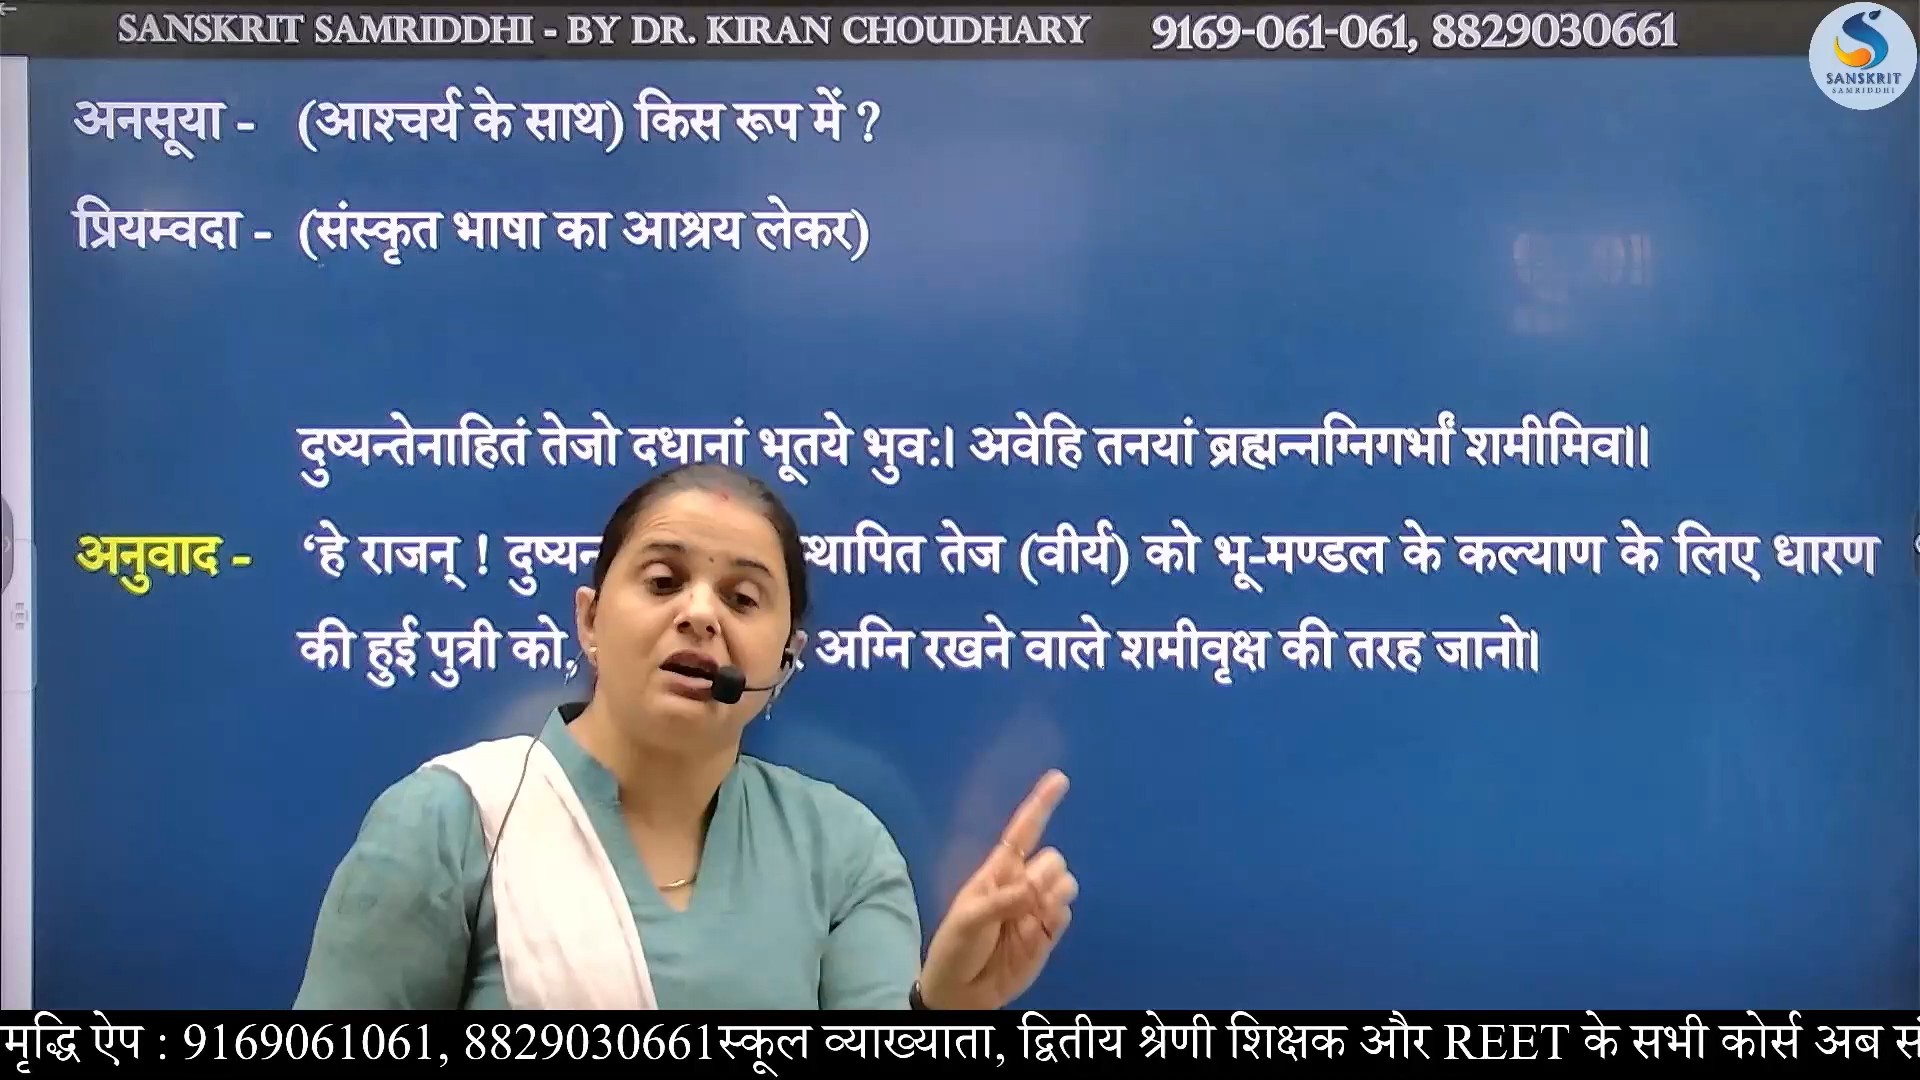 SANSKRIT SAMRIDDHI - BY DR. KIRAN CHOUDHARY 9169-061-061, 8829030661
SANSKRIT
SAMRIDDHI
अनसूया - (आश्चर्य के साथ) किस रूप में ?
प्रियम्वदा - (संस्कृत भाषा का आश्रय लेकर)
दुष्यन्तेनाहितं तेजो दधानां भूतये भुवः। अवेहि तनयां ब्रह्मन्नग्निगर्भां शमीमिव॥
अनुवाद - ‘हे राजन् ! तेज (वीर्य) को भू-मण्डल के कल्याण के लिए धारण
की हुई पुत्री को, अग्नि रखने वाले शमीवृक्ष की तरह जानो।
मृद्धि ऐप : 9169061061, 8829030661स्कूल व्याख्याता, द्वितीय श्रेणी शिक्षक और REET के सभी कोर्स अब